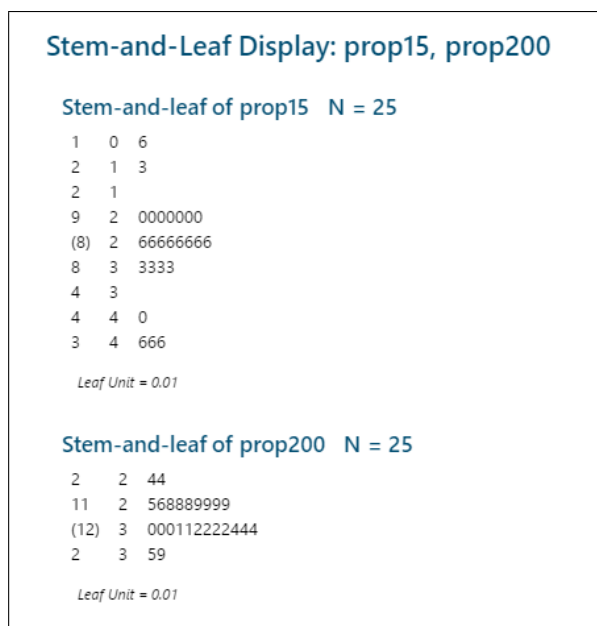 Stem-and-Leaf Display: prop15, prop200
Stem-and-leaf of prop15 N = 25
1 0 6
2 1 3
2 1
9 2 0000000
(8) 2 66666666
8 3 3333
4 3
4 4 0
3 4 666
Leaf Unit = 0.01
Stem-and-leaf of prop200 N = 25
2 2 44
11 2 568889999
(12) 3 000112222444
2 3 59
Leaf Unit = 0.01